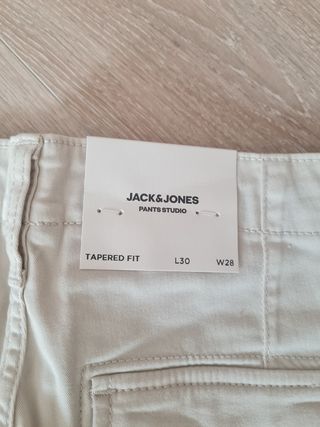 JACK&JONES
PANTS STUDIO
TAPERED FIT L30 W28